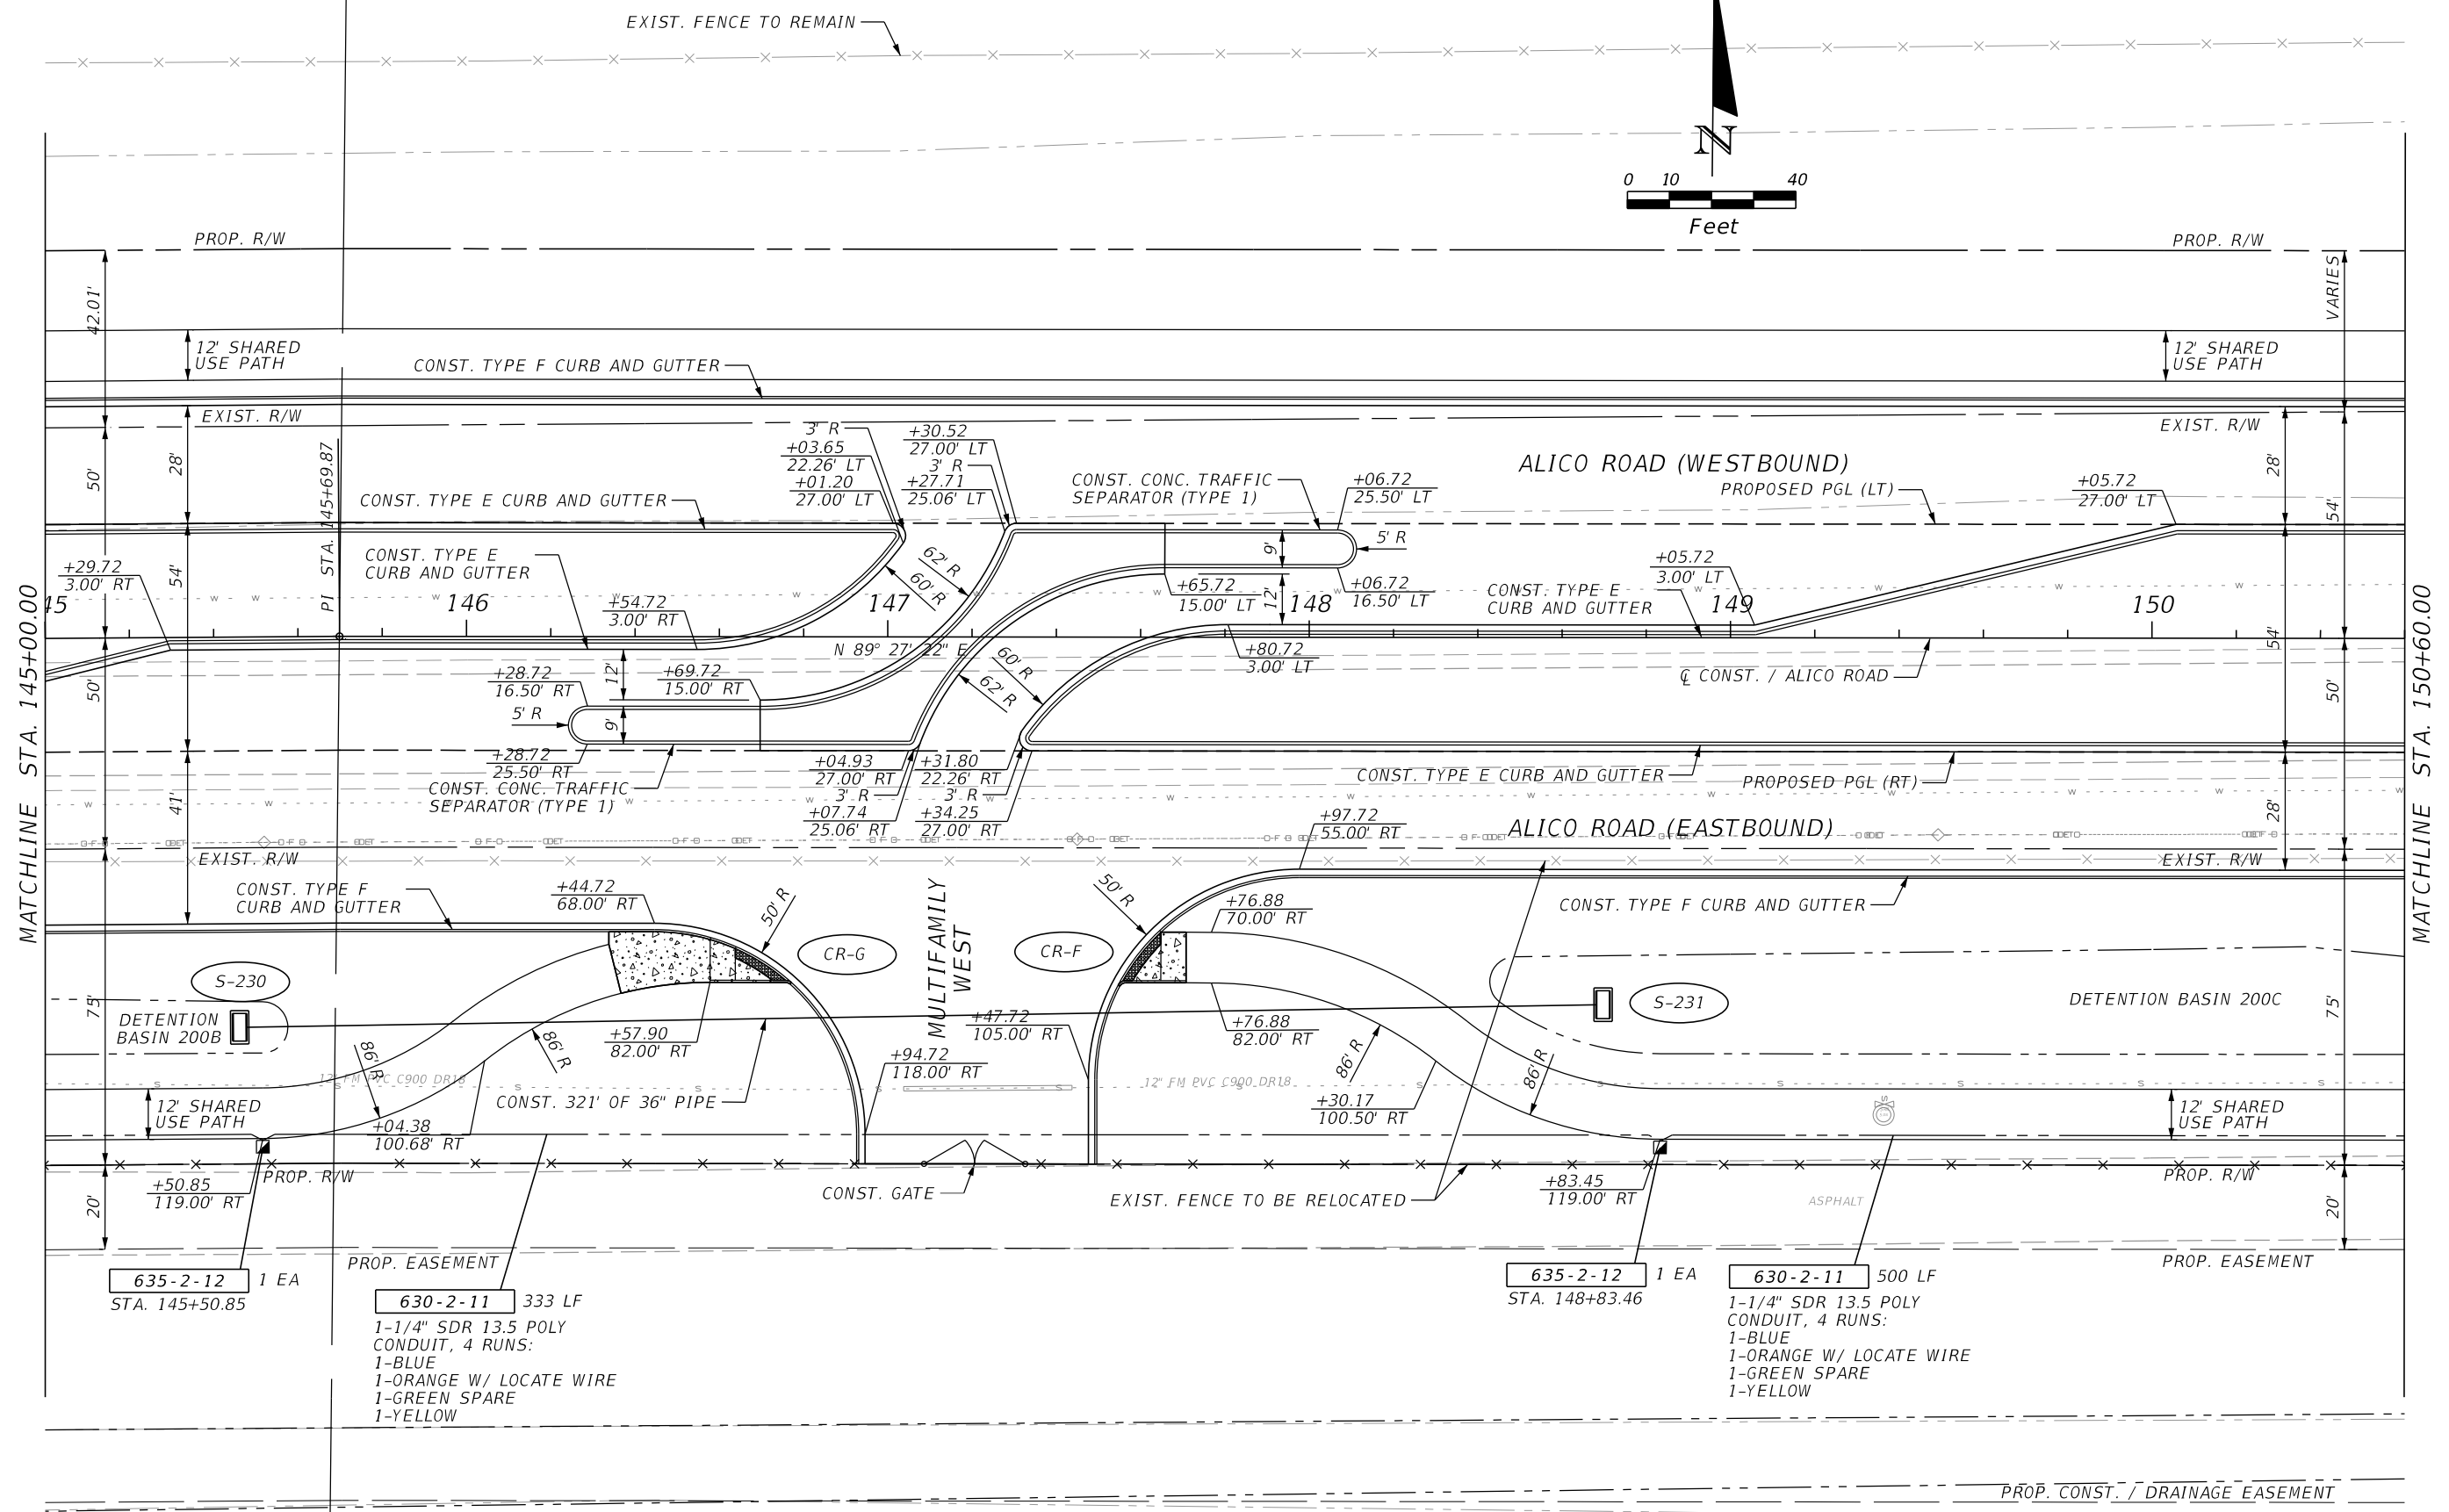 EXIST. FENCE TO REMAIN
N
0 10 40
Feet
PROP. R/W
PROP. R/W
42.01'
VARIES
12' SHARED
USE PATH
12' SHARED
USE PATH
CONST. TYPE F CURB AND GUTTER
EXIST. R/W
EXIST. R/W
50'
28'
PI STA. 145+69.87
3' R
+03.65
22.26' LT
+01.20
27.00' LT
+30.52
27.00' LT
3' R
+27.71
25.06' LT
CONST. CONC. TRAFFIC
SEPARATOR (TYPE 1)
+06.72
25.50' LT
ALICO ROAD (WESTBOUND)
PROPOSED PGL (LT)
+05.72
27.00' LT
28'
54'
CONST. TYPE E CURB AND GUTTER
CONST. TYPE E
CURB AND GUTTER
54'
+29.72
3.00' RT
62' R
60' R
9'
5' R
+65.72
15.00' LT
12'
+06.72
16.50' LT
CONST. TYPE E
CURB AND GUTTER
+05.72
3.00' LT
45
146
147
148
149
150
+54.72
3.00' RT
MATCHLINE STA. 145+00.00
MATCHLINE STA. 150+60.00
N 89° 27' 22" E
+80.72
3.00' LT
60' R
62' R
℄ CONST. / ALICO ROAD
54'
50'
50'
12'
+28.72
16.50' RT
+69.72
15.00' RT
5' R
9'
+28.72
25.50' RT
CONST. CONC. TRAFFIC
SEPARATOR (TYPE 1)
+04.93
27.00' RT
3' R
+07.74
25.06' RT
+31.80
22.26' RT
3' R
+34.25
27.00' RT
CONST. TYPE E CURB AND GUTTER
PROPOSED PGL (RT)
41'
28'
+97.72
55.00' RT
ALICO ROAD (EASTBOUND)
EXIST. R/W
EXIST. R/W
CONST. TYPE F
CURB AND GUTTER
+44.72
68.00' RT
50' R
MULTIFAMILY
WEST
50' R
+76.88
70.00' RT
CONST. TYPE F CURB AND GUTTER
CR-G
CR-F
S-230
S-231
75'
75'
DETENTION
BASIN 200B
DETENTION BASIN 200C
+57.90
82.00' RT
+47.72
105.00' RT
+76.88
82.00' RT
86' R
86' R
86' R
86' R
+94.72
118.00' RT
12" FM PVC C900 DR18
12" FM PVC C900 DR18
CONST. 321' OF 36" PIPE
12' SHARED
USE PATH
+04.38
100.68' RT
+30.17
100.50' RT
12' SHARED
USE PATH
+50.85
119.00' RT
PROP. R/W
CONST. GATE
EXIST. FENCE TO BE RELOCATED
+83.45
119.00' RT
PROP. R/W
ASPHALT
20'
20'
PROP. EASEMENT
PROP. EASEMENT
635-2-12 1 EA
STA. 145+50.85
630-2-11 333 LF
1-1/4" SDR 13.5 POLY
CONDUIT, 4 RUNS:
1-BLUE
1-ORANGE W/ LOCATE WIRE
1-GREEN SPARE
1-YELLOW
635-2-12 1 EA
STA. 148+83.46
630-2-11 500 LF
1-1/4" SDR 13.5 POLY
CONDUIT, 4 RUNS:
1-BLUE
1-ORANGE W/ LOCATE WIRE
1-GREEN SPARE
1-YELLOW
PROP. CONST. / DRAINAGE EASEMENT